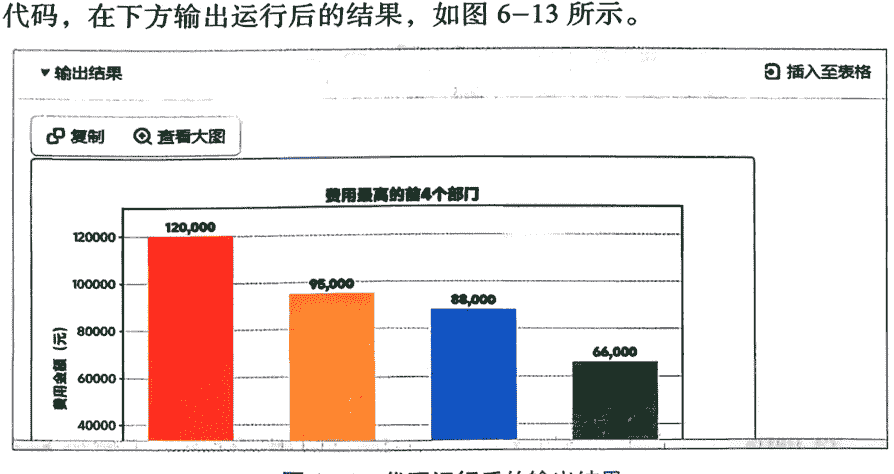 代码，在下方输出运行后的结果，如图 6-13 所示。
▼ 输出结果
插入至表格
复制 查看大图
费用最高的前4个部门
120,000
120000
95,000
100000
88,000
80000
66,000
60000
40000
费用金额（元）